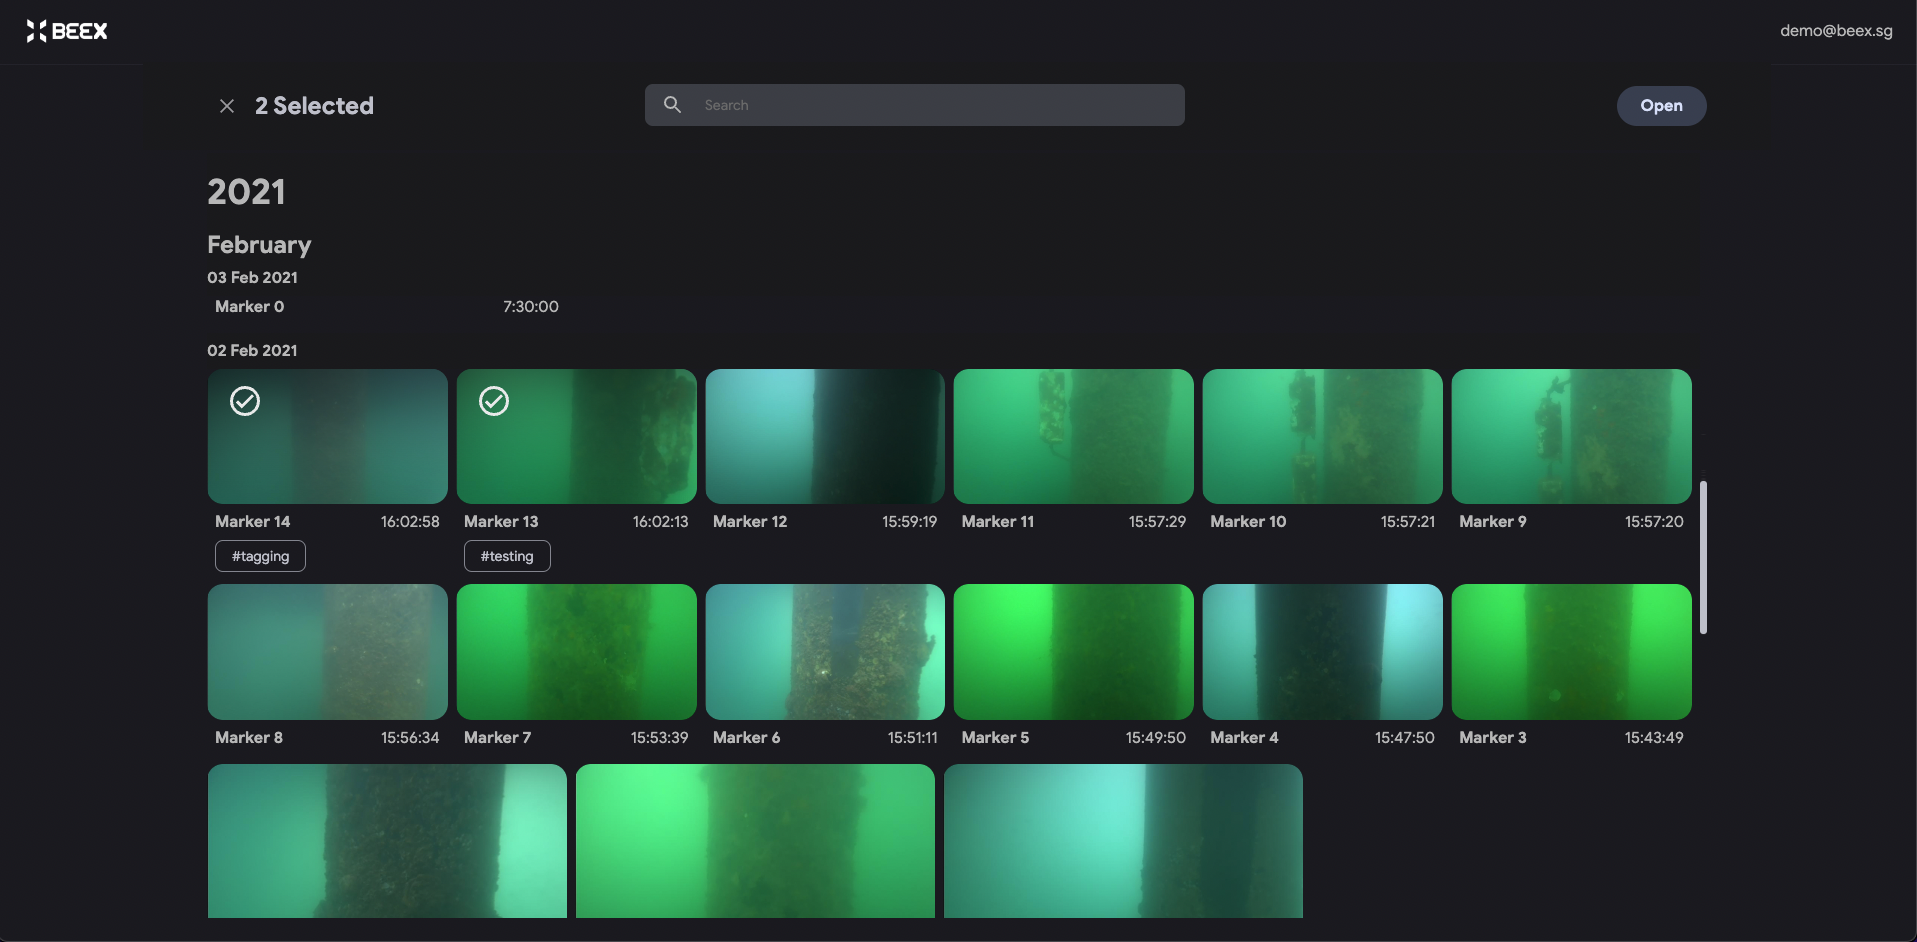 BEEX
demo@beex.sg
2 Selected
Search
Open
2021
February
03 Feb 2021
Marker 0 7:30:00
02 Feb 2021
Marker 14 16:02:58 Marker 13 16:02:13 Marker 12 15:59:19 Marker 11 15:57:29 Marker 10 15:57:21 Marker 9 15:57:20
#tagging #testing
Marker 8 15:56:34 Marker 7 15:53:39 Marker 6 15:51:11 Marker 5 15:49:50 Marker 4 15:47:50 Marker 3 15:43:49